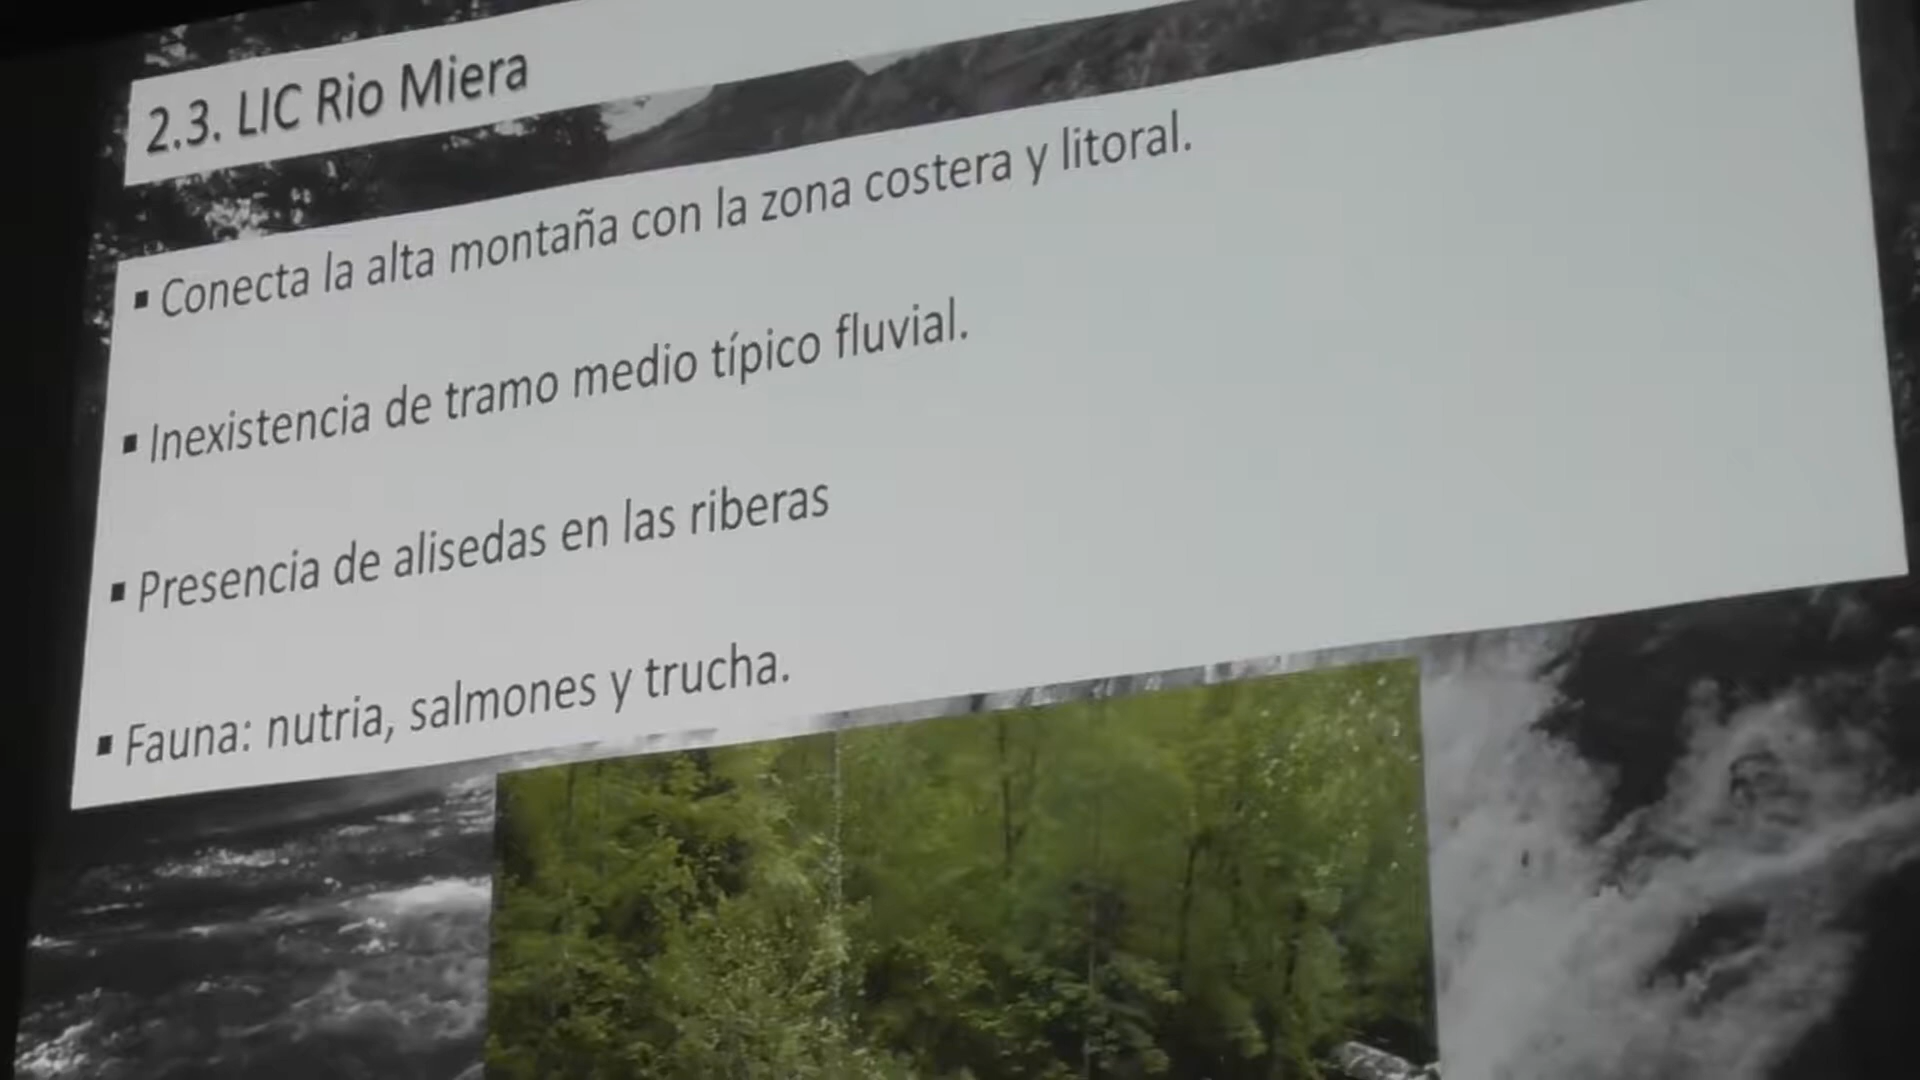 2.3. LIC Rio Miera
▪ Conecta la alta montaña con la zona costera y litoral.
▪ Inexistencia de tramo medio típico fluvial.
▪ Presencia de alisedas en las riberas
▪ Fauna: nutria, salmones y trucha.